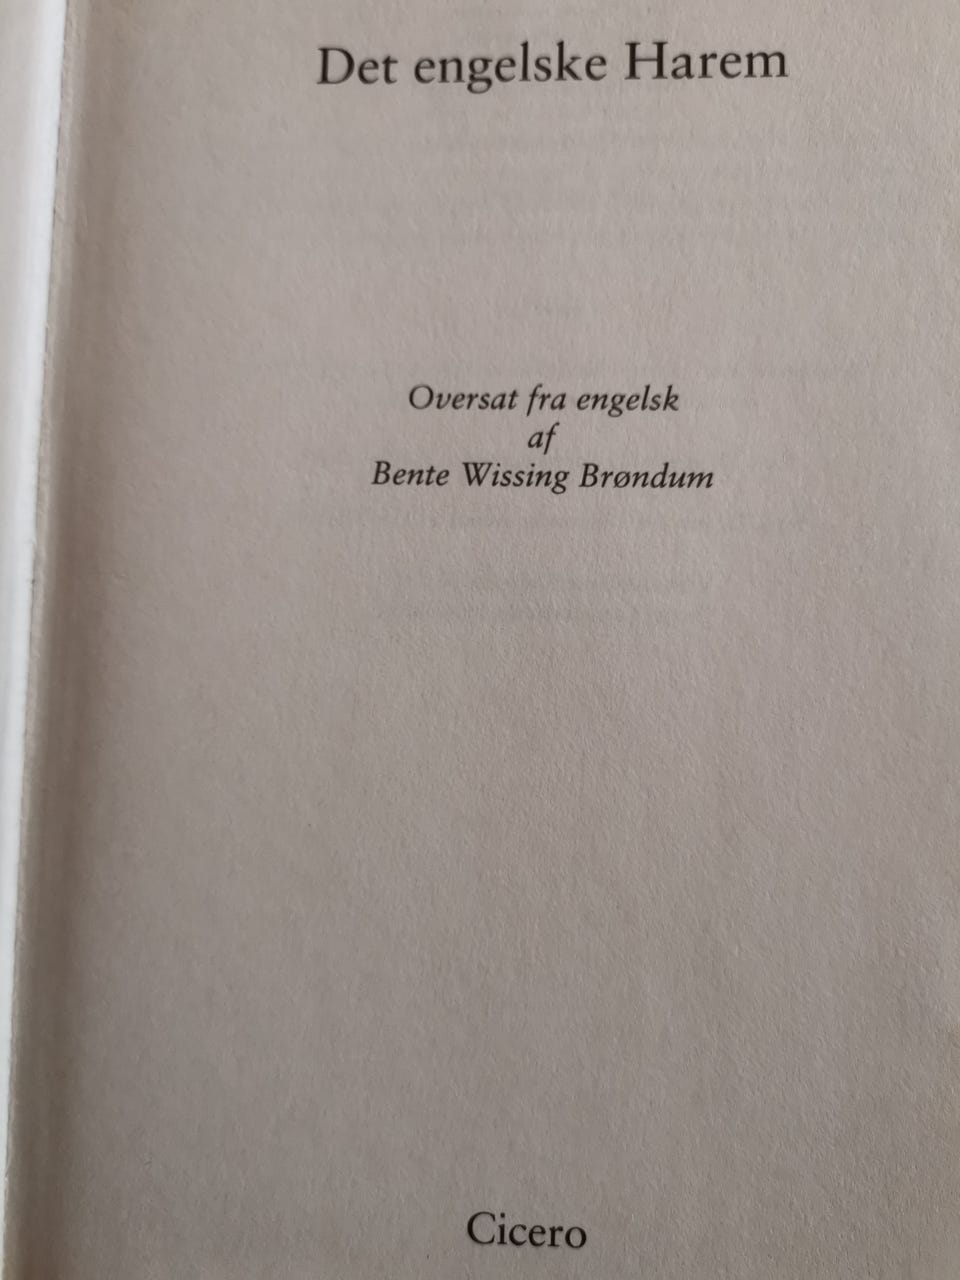 Det engelske Harem
Oversat fra engelsk
af
Bente Wissing Brøndum
Cicero